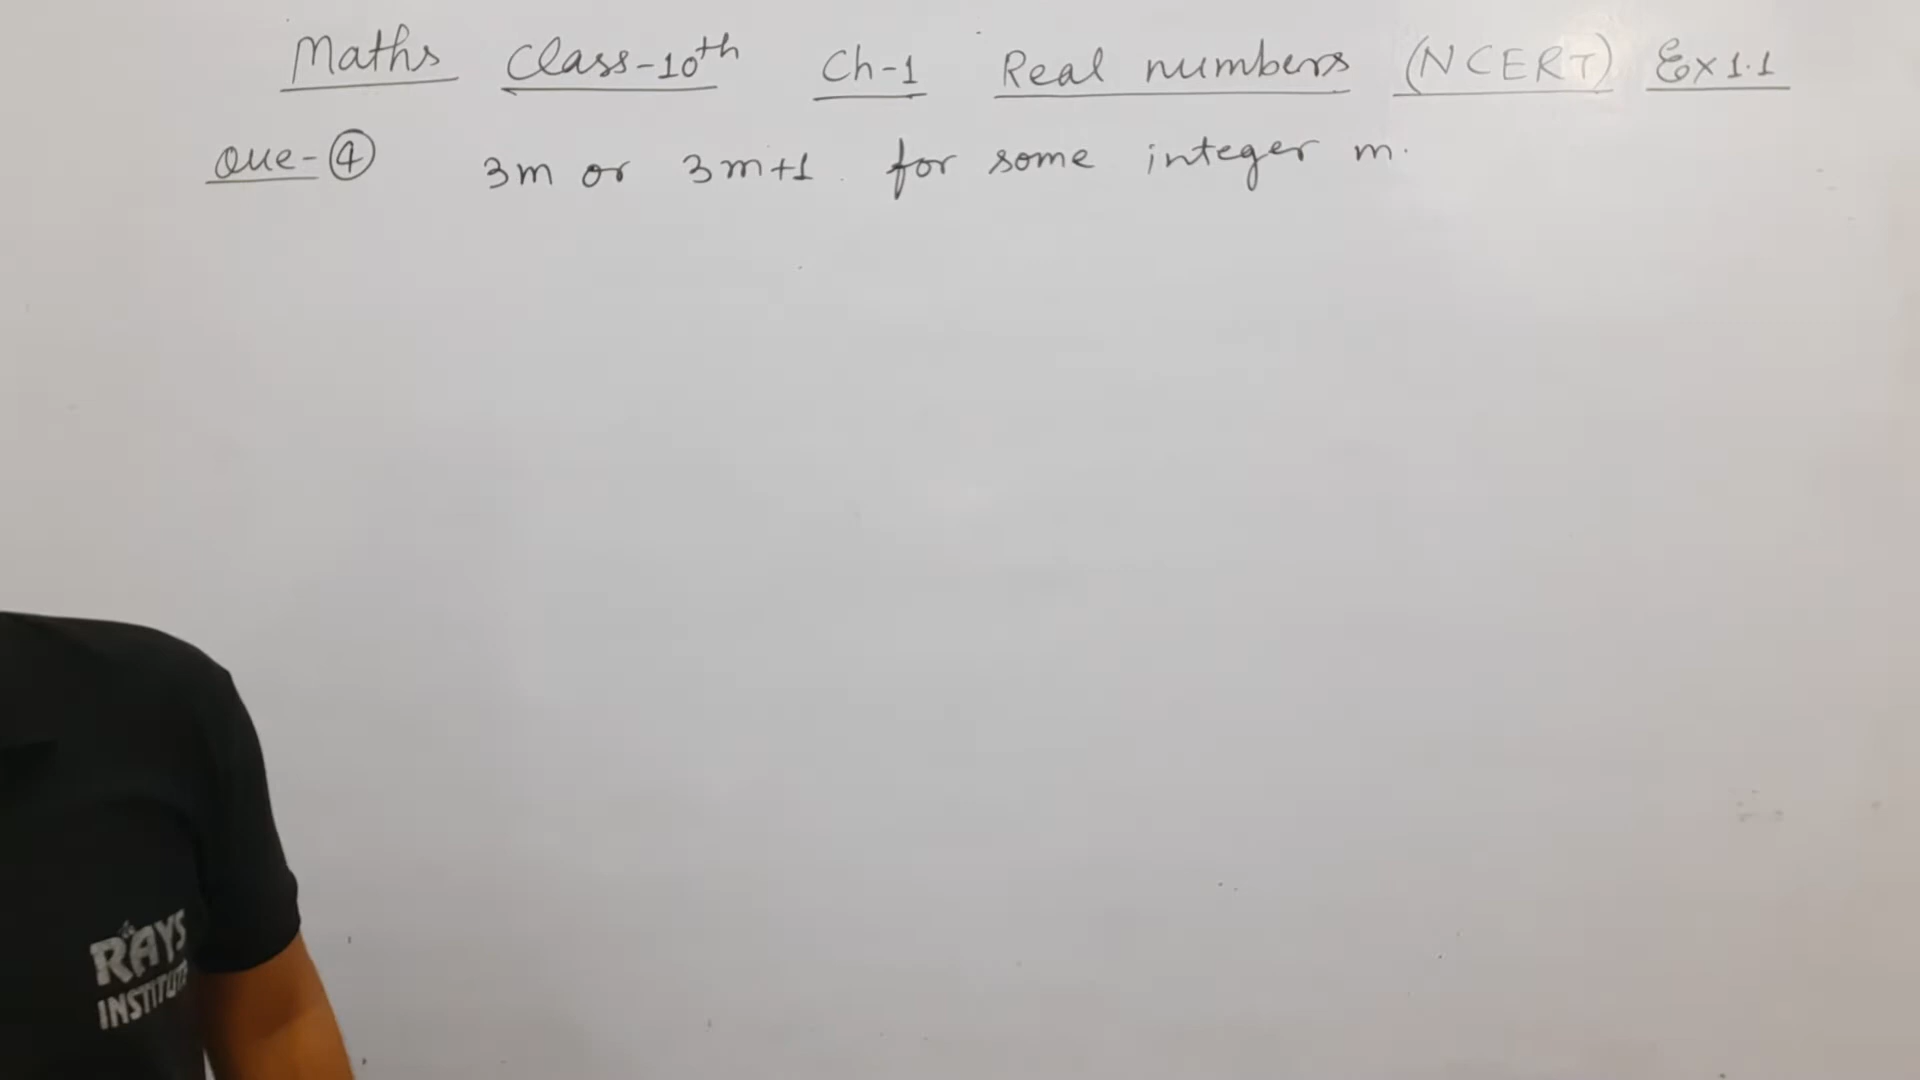 Maths Class-10th Ch-1 Real numbers (NCERT) Ex 1.1
Que-④ 3m or 3m+1. for some integer m.
RAYS
INSTITUTE